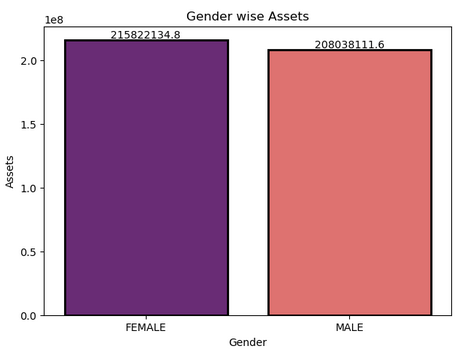 Gender wise Assets
1e8
215822134.8
208038111.6
2.0
1.5
1.0
0.5
0.0
Assets
FEMALE
MALE
Gender